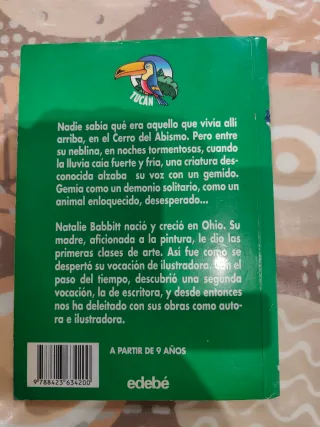 TUCÁN
Nadie sabía qué era aquello que vivía allí
arriba, en el Cerro del Abismo. Pero entre
su neblina, en noches tormentosas, cuando
la lluvia caía fuerte y fría, una criatura des-
conocida alzaba su voz con un gemido.
Gemía como un demonio solitario, como un
animal enloquecido, desesperado...
Natalie Babbitt nació y creció en Ohio. Su
madre, aficionada a la pintura, le dio las
primeras clases de arte. Así fue como se
despertó su vocación de ilustradora. Con el
paso del tiempo, descubrió una segunda
vocación, la de escritora, y desde entonces
nos ha deleitado con sus obras como auto-
ra e ilustradora.
A PARTIR DE 9 AÑOS
9 788423 634200
edebé